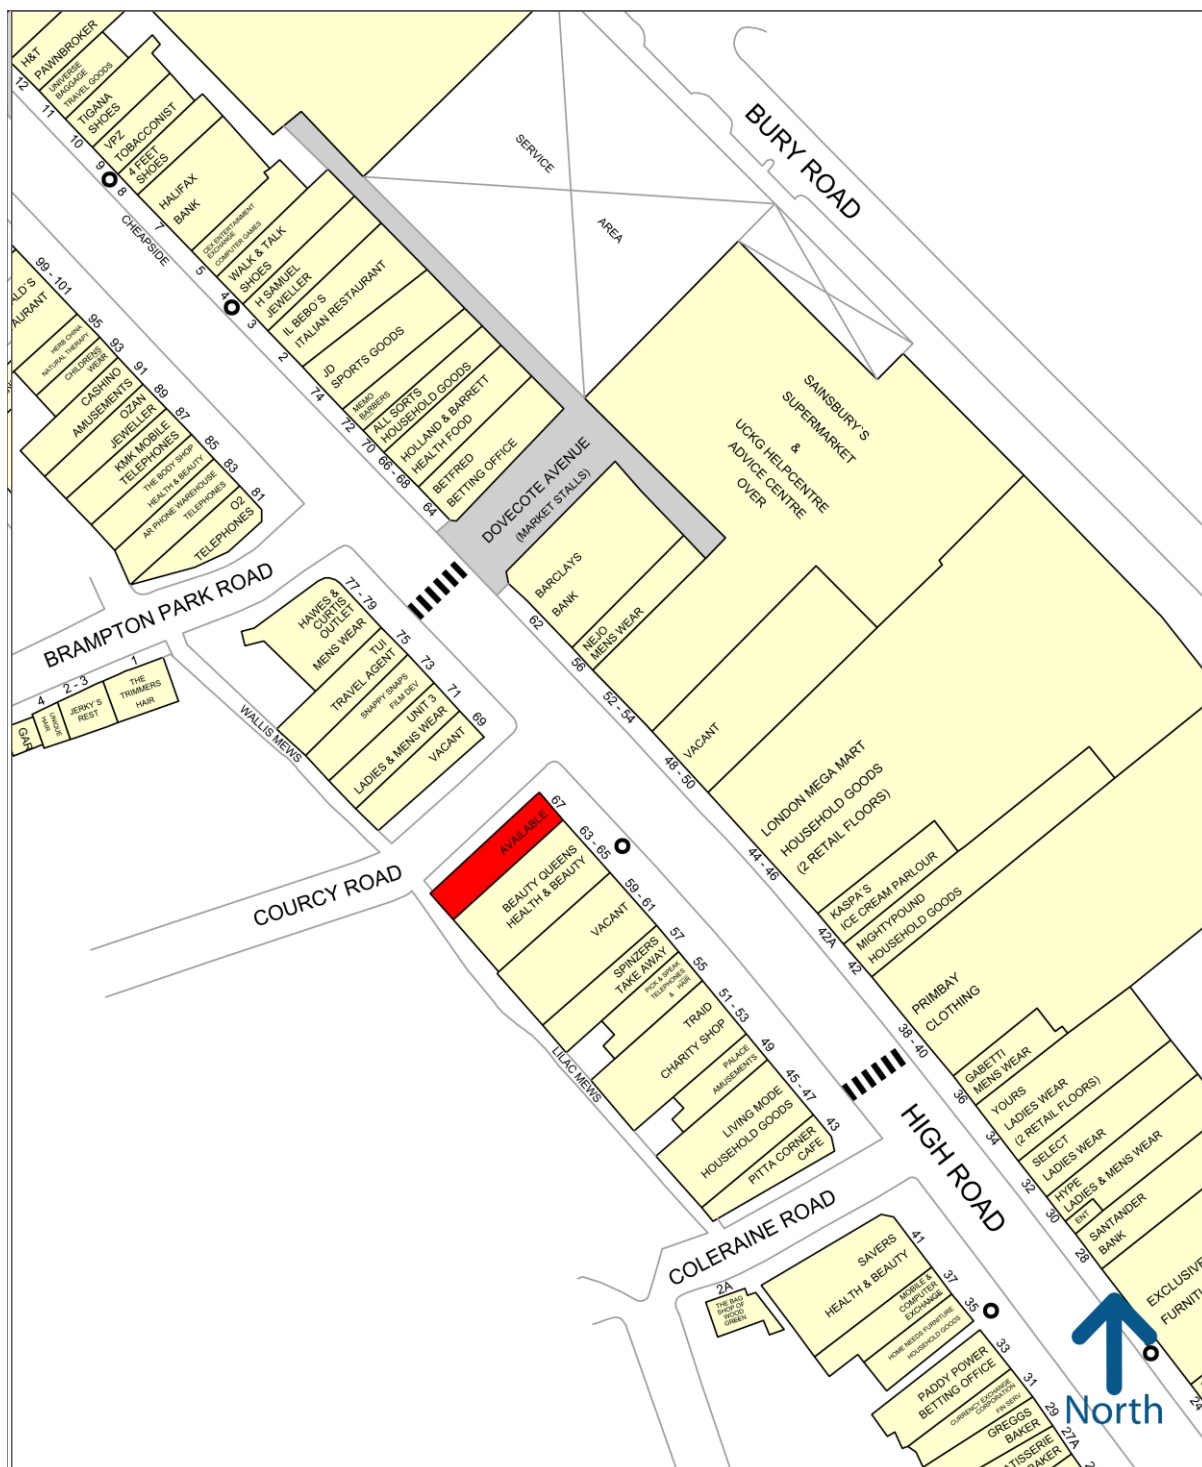 H&T
PAWNBROKER
12
UNIVERSE
BAGGAGE
TRAVEL GOODS
11
TIGANA
SHOES
10
VPZ
TOBACCONIST
9
4 FEET
SHOES
8
HALIFAX
BANK
7
CHEAPSIDE
CEX ENTERTAINMENT
EXCHANGE
COMPUTER GAMES
5
WALK & TALK
SHOES
4
H SAMUEL
JEWELLER
3
IL BEBO'S
ITALIAN RESTAURANT
2
JD
SPORTS GOODS
74
MEMO
BARBERS
72
ALL SORTS
HOUSEHOLD GOODS
70
HOLLAND & BARRETT
HEALTH FOOD
66 - 68
BETFRED
BETTING OFFICE
64
SERVICE
AREA
BURY ROAD
DOVECOTE AVENUE
(MARKET STALLS)
SAINSBURY'S
SUPERMARKET
&
UCKG HELPCENTRE
ADVICE CENTRE
OVER
BARCLAYS
BANK
62
NEJO
MENS WEAR
56
52 - 54
VACANT
48 - 50
LONDON MEGA MART
HOUSEHOLD GOODS
(2 RETAIL FLOORS)
44 - 46
KASPA'S
ICE CREAM PARLOUR
42A
MIGHTYPOUND
HOUSEHOLD GOODS
42
PRIMBAY
CLOTHING
38 - 40
GABETTI
MENS WEAR
36
YOURS
LADIES WEAR
(2 RETAIL FLOORS)
34
SELECT
LADIES WEAR
32
HYPE
LADIES & MENS WEAR
30
ENT
SANTANDER
BANK
28
EXCLUSIVE
FURNIT
24
99 - 101
ALD'S
AURANT
95
HERB CHINA
NATURAL THERAPY
93
CHILDRENS
WEAR
91
CASHINO
AMUSEMENTS
89
OZAN
JEWELLER
87
KMK MOBILE
TELEPHONES
85
THE BODY SHOP
HEALTH & BEAUTY
83
AR PHONE WAREHOUSE
TELEPHONES
81
O2
TELEPHONES
BRAMPTON PARK ROAD
1
THE
TRIMMERS
HAIR
2 - 3
JERKY'S
REST
4
UNIQUE
HAIR
GAR
WALLIS MEWS
77 - 79
HAWES &
CURTIS
OUTLET
MENS WEAR
75
TUI
TRAVEL AGENT
73
SNAPPY SNAPS
FILM DEV
71
UNIT 3
LADIES & MENS WEAR
69
VACANT
COURCY ROAD
67
AVAILABLE
63 - 65
BEAUTY QUEENS
HEALTH & BEAUTY
59 - 61
VACANT
57
SPINZERS
TAKE AWAY
55
PICK & SPEAK
TELEPHONES
& HAIR
51 - 53
TRAID
CHARITY SHOP
49
PALACE
AMUSEMENTS
45 - 47
LIVING MODE
HOUSEHOLD GOODS
43
PITTA CORNER
CAFE
LILAC MEWS
HIGH ROAD
COLERAINE ROAD
2A
THE BAG
SHOP OF
WOOD
GREEN
41
SAVERS
HEALTH & BEAUTY
37
MOBILE &
COMPUTER
EXCHANGE
35
HOME NEEDS FURNITURE
HOUSEHOLD GOODS
33
PADDY POWER
BETTING OFFICE
31
CURRENCY EXCHANGE
CORPORATION
FIN SERV
29
GREGGS
BAKER
27A
ATISSERIE
BAKER
North